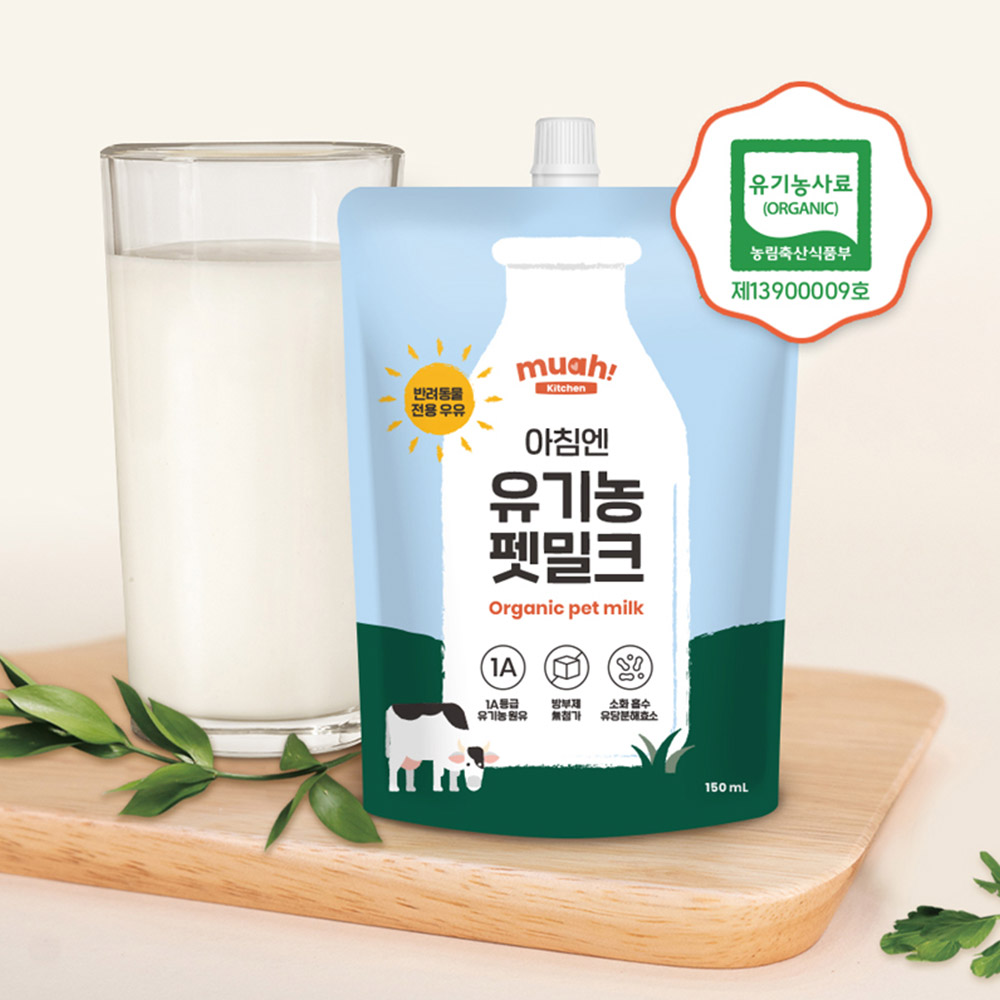 유기농사료
(ORGANIC)
농림축산식품부
제13900009호
muah!
Kitchen
반려동물
전용 우유
아침엔
유기농
펫밀크
Organic pet milk
1A
1A등급
유기농 원유
방부제
無첨가
소화 흡수
유당분해효소
150 mL